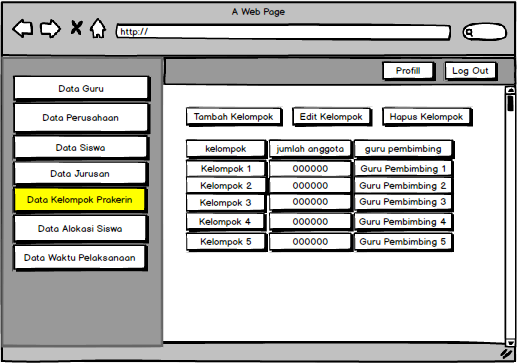 A Web Page
http://
Profill
Log Out
Data Guru
Data Perusahaan
Data Siswa
Data Jurusan
Data Kelompok Prakerin
Data Alokasi Siswa
Data Waktu Pelaksanaan
Tambah Kelompok
Edit Kelompok
Hapus Kelompok
kelompok jumlah anggota guru pembimbing
Kelompok 1 000000 Guru Pembimbing 1
Kelompok 2 000000 Guru Pembimbing 2
Kelompok 3 000000 Guru Pembimbing 3
Kelompok 4 000000 Guru Pembimbing 4
Kelompok 5 000000 Guru Pembimbing 5